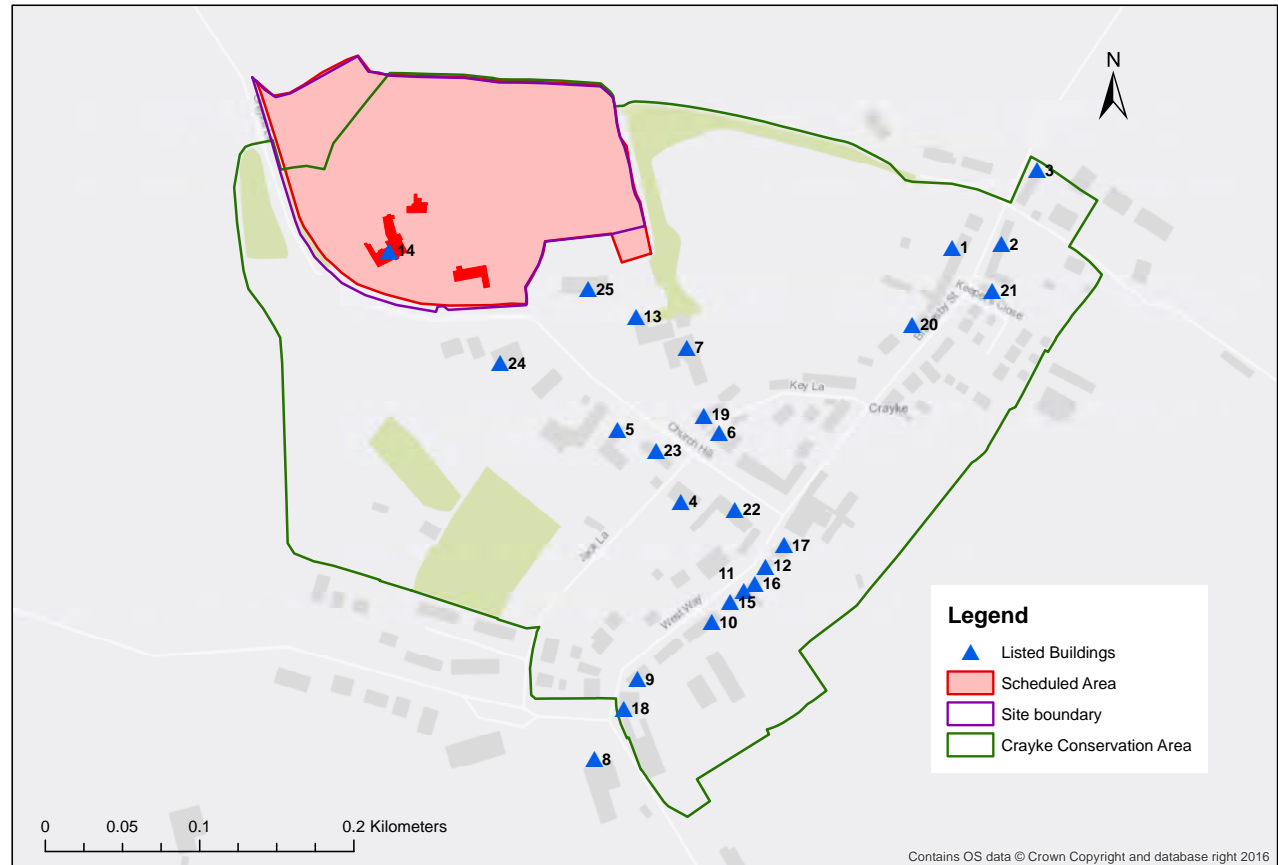 N
3
1
2
14
21
Keepers Close
25
20
Brandsby St
13
7
24
Key La
19
Crayke
5
6
Church Hill
23
4
22
17
Jack La
12
11
16
15
West Way
10
9
18
8
Legend
Listed Buildings
Scheduled Area
Site boundary
Crayke Conservation Area
0 0.05 0.1 0.2 Kilometers
Contains OS data © Crown Copyright and database right 2016